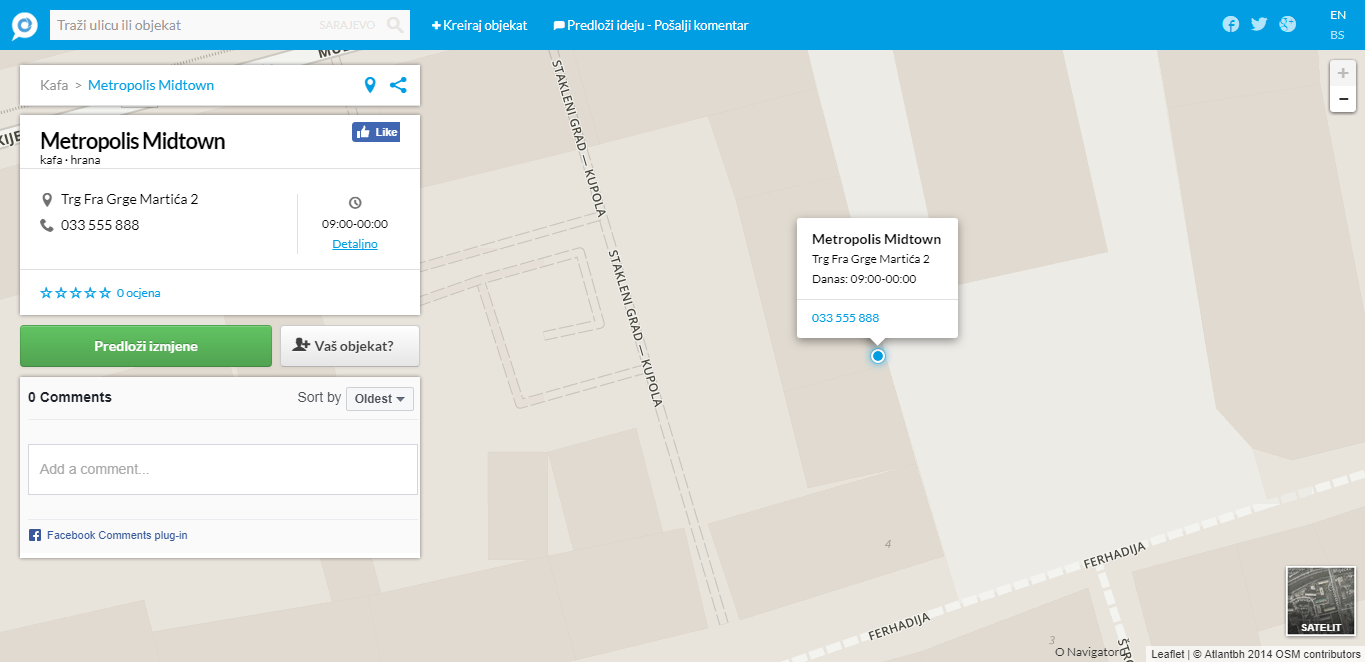 Traži ulicu ili objekat SARAJEVO
Kreiraj objekat
Predloži ideju - Pošalji komentar
EN
BS
Kafa > Metropolis Midtown
Metropolis Midtown
Like
kafa · hrana
Trg Fra Grge Martića 2
033 555 888
09:00-00:00
Detaljno
0 ocjena
Predloži izmjene
Vaš objekat?
0 Comments
Sort by Oldest
Add a comment...
Facebook Comments plug-in
STAKLENI GRAD — KUPOLA
STAKLENI GRAD — KUPOLA
Metropolis Midtown
Trg Fra Grge Martića 2
Danas: 09:00-00:00
033 555 888
+
−
4
FERHADIJA
FERHADIJA
3
SATELIT
O Navigatoru
Leaflet | © Atlantbh 2014 OSM contributors